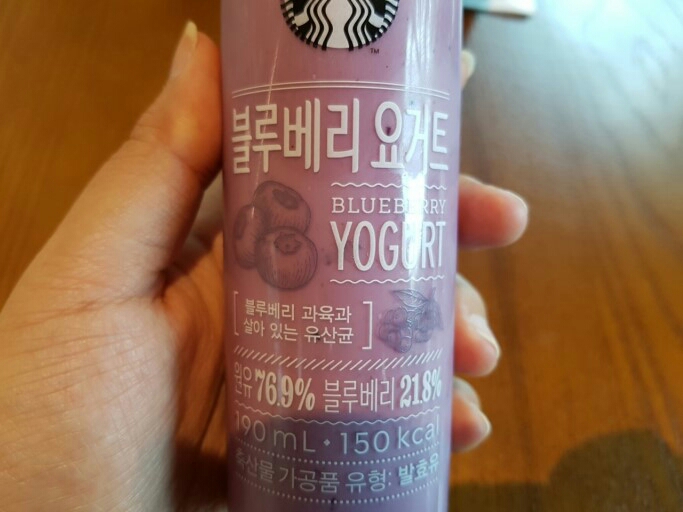 TM
블루베리 요거트
BLUEBERRY
YOGURT
[ 블루베리 과육과
살아 있는 유산균 ]
원유 76.9% 블루베리 21.8%
190 mL • 150 kcal
축산물 가공품 유형: 발효유